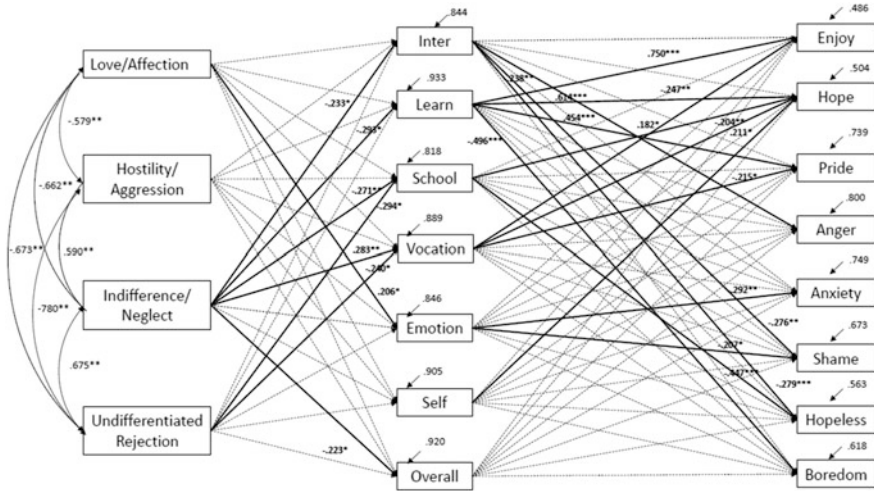 .844
.486
Inter
Enjoy
Love/Affection
.750***
.933
-.233*
.238**
-.247**
.504
Learn
.614***
Hope
-.579**
-.293*
.454***
-.204**
.182*
.211*
.818
-.496***
.739
Hostility/
Aggression
-.271**
School
-.215*
Pride
-.662**
-.294*
.889
.800
-.673**
.590**
.283**
Vocation
Anger
-.240*
.749
Indifference/
Neglect
.206*
.846
.292**
Anxiety
-780**
Emotion
-.276**
.673
-.207*
Shame
.675**
.905
-.447***
-.279***
.563
Self
Hopeless
Undifferentiated
Rejection
.920
.618
-.223*
Overall
Boredom